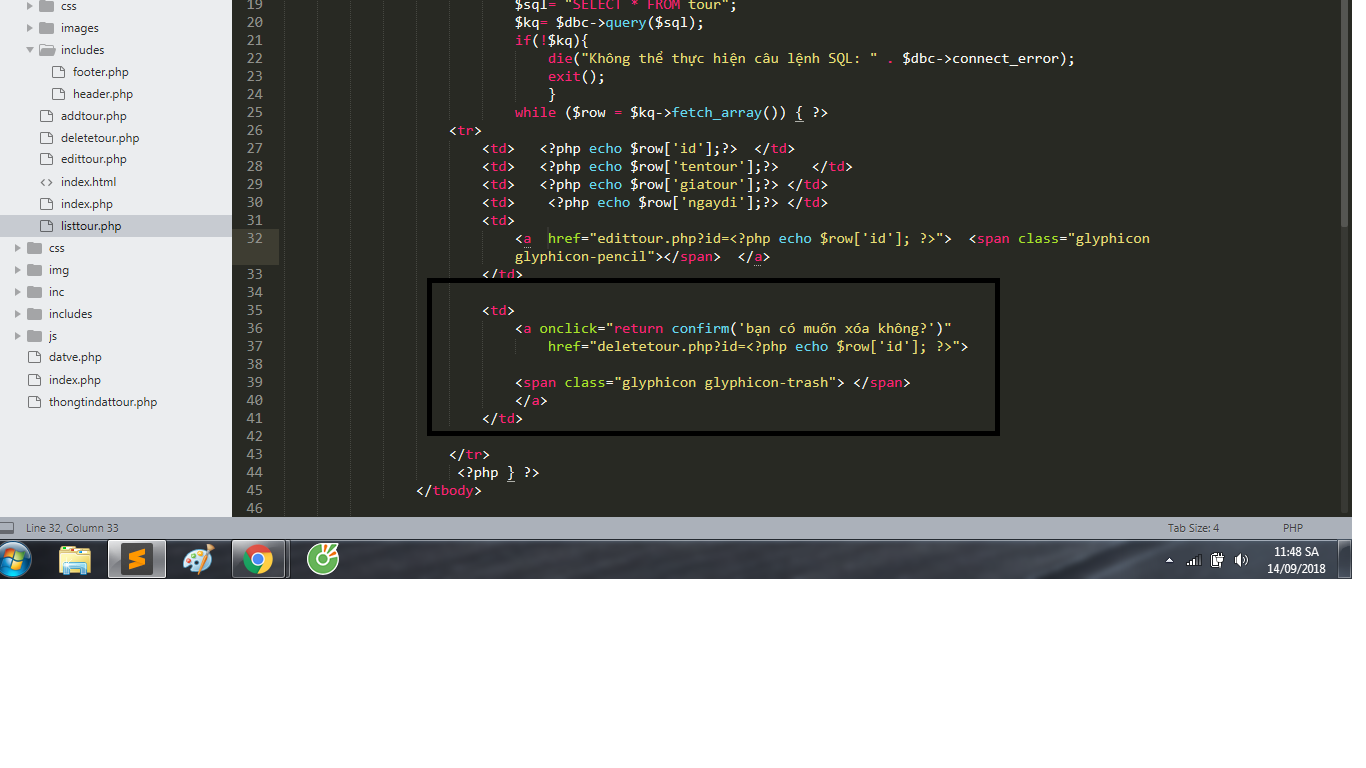 css
images
includes
footer.php
header.php
addtour.php
deletetour.php
edittour.php
index.html
index.php
listtour.php
css
img
inc
includes
js
datve.php
index.php
thongtindattour.php
19 $sql= "SELECT * FROM tour";
20 $kq= $dbc->query($sql);
21 if(!$kq){
22 die("Không thể thực hiện câu lệnh SQL: " . $dbc->connect_error);
23 exit();
24 }
25 while ($row = $kq->fetch_array()) { ?>
26 <tr>
27 <td> <?php echo $row['id'];?> </td>
28 <td> <?php echo $row['tentour'];?> </td>
29 <td> <?php echo $row['giatour'];?> </td>
30 <td> <?php echo $row['ngaydi'];?> </td>
31 <td>
32 <a href="edittour.php?id=<?php echo $row['id']; ?>"> <span class="glyphicon
glyphicon-pencil"></span> </a>
33 </td>
34
35 <td>
36 <a onclick="return confirm('bạn có muốn xóa không?')"
37 href="deletetour.php?id=<?php echo $row['id']; ?>">
38
39 <span class="glyphicon glyphicon-trash"> </span>
40 </a>
41 </td>
42
43 </tr>
44 <?php } ?>
45 </tbody>
46
Line 32, Column 33
Tab Size: 4
PHP
11:48 SA
14/09/2018